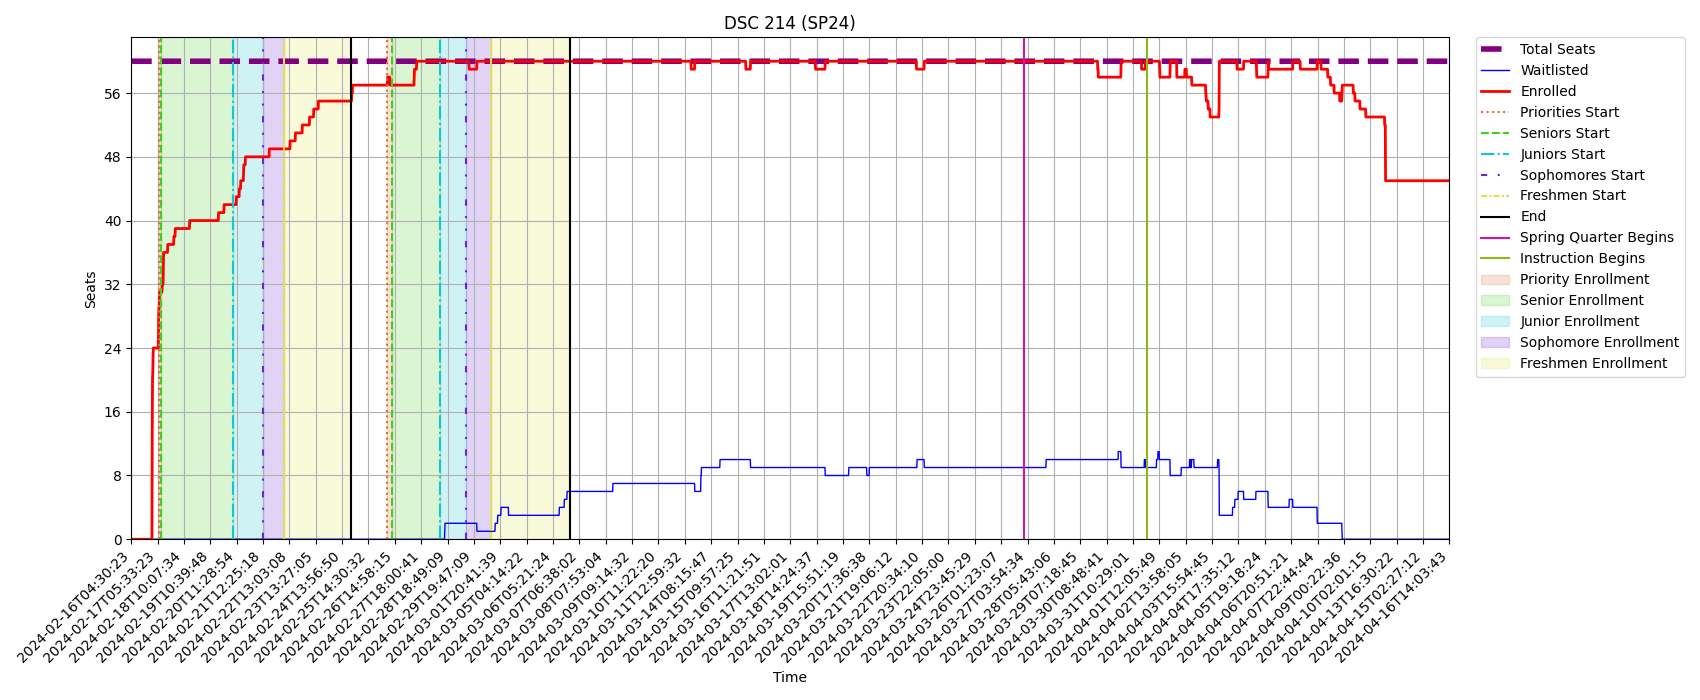 DSC 214 (SP24)
Seats
56
48
40
32
24
16
8
0
2024-02-16T04:30:23
2024-02-17T05:33:23
2024-02-18T10:07:34
2024-02-19T10:39:48
2024-02-20T11:28:54
2024-02-21T12:25:18
2024-02-22T13:03:08
2024-02-23T13:27:05
2024-02-24T13:56:50
2024-02-25T14:30:32
2024-02-26T14:58:15
2024-02-27T18:00:41
2024-02-28T18:49:09
2024-02-29T19:47:09
2024-03-01T20:41:39
2024-03-05T04:14:22
2024-03-06T05:21:24
2024-03-07T06:38:02
2024-03-08T07:53:04
2024-03-09T09:14:32
2024-03-10T11:22:20
2024-03-11T12:59:32
2024-03-14T08:15:47
2024-03-15T09:57:25
2024-03-16T11:21:51
2024-03-17T13:02:01
2024-03-18T14:24:37
2024-03-19T15:51:19
2024-03-20T17:36:38
2024-03-21T19:06:12
2024-03-22T20:34:10
2024-03-23T22:05:00
2024-03-24T23:45:29
2024-03-26T01:23:07
2024-03-27T03:54:34
2024-03-28T05:43:06
2024-03-29T07:18:45
2024-03-30T08:48:41
2024-03-31T10:29:01
2024-04-01T12:05:49
2024-04-02T13:58:05
2024-04-03T15:54:45
2024-04-04T17:35:12
2024-04-05T19:18:24
2024-04-06T20:51:21
2024-04-07T22:44:44
2024-04-09T00:22:36
2024-04-10T02:01:15
2024-04-13T16:30:22
2024-04-15T02:27:12
2024-04-16T14:03:43
Time
Total Seats
Waitlisted
Enrolled
Priorities Start
Seniors Start
Juniors Start
Sophomores Start
Freshmen Start
End
Spring Quarter Begins
Instruction Begins
Priority Enrollment
Senior Enrollment
Junior Enrollment
Sophomore Enrollment
Freshmen Enrollment